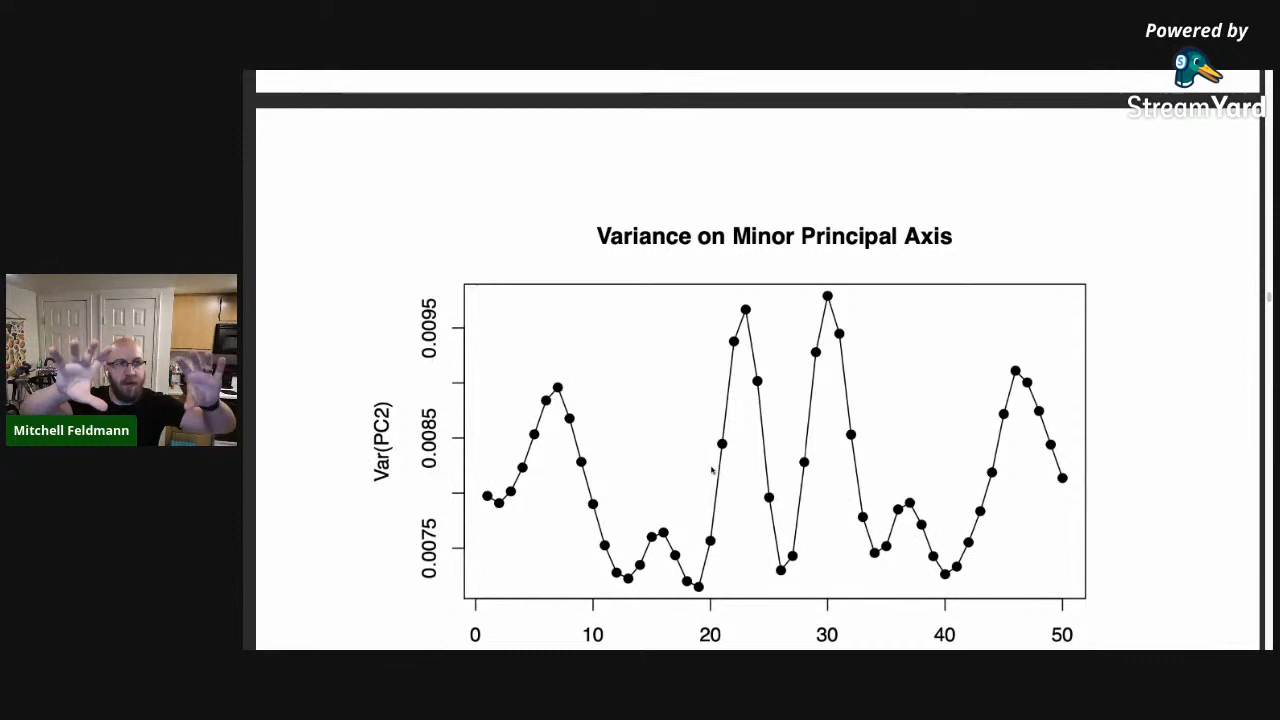 Powered by
StreamYard
Variance on Minor Principal Axis
Var(PC2)
0.0095
0.0085
0.0075
0 10 20 30 40 50
Mitchell Feldmann